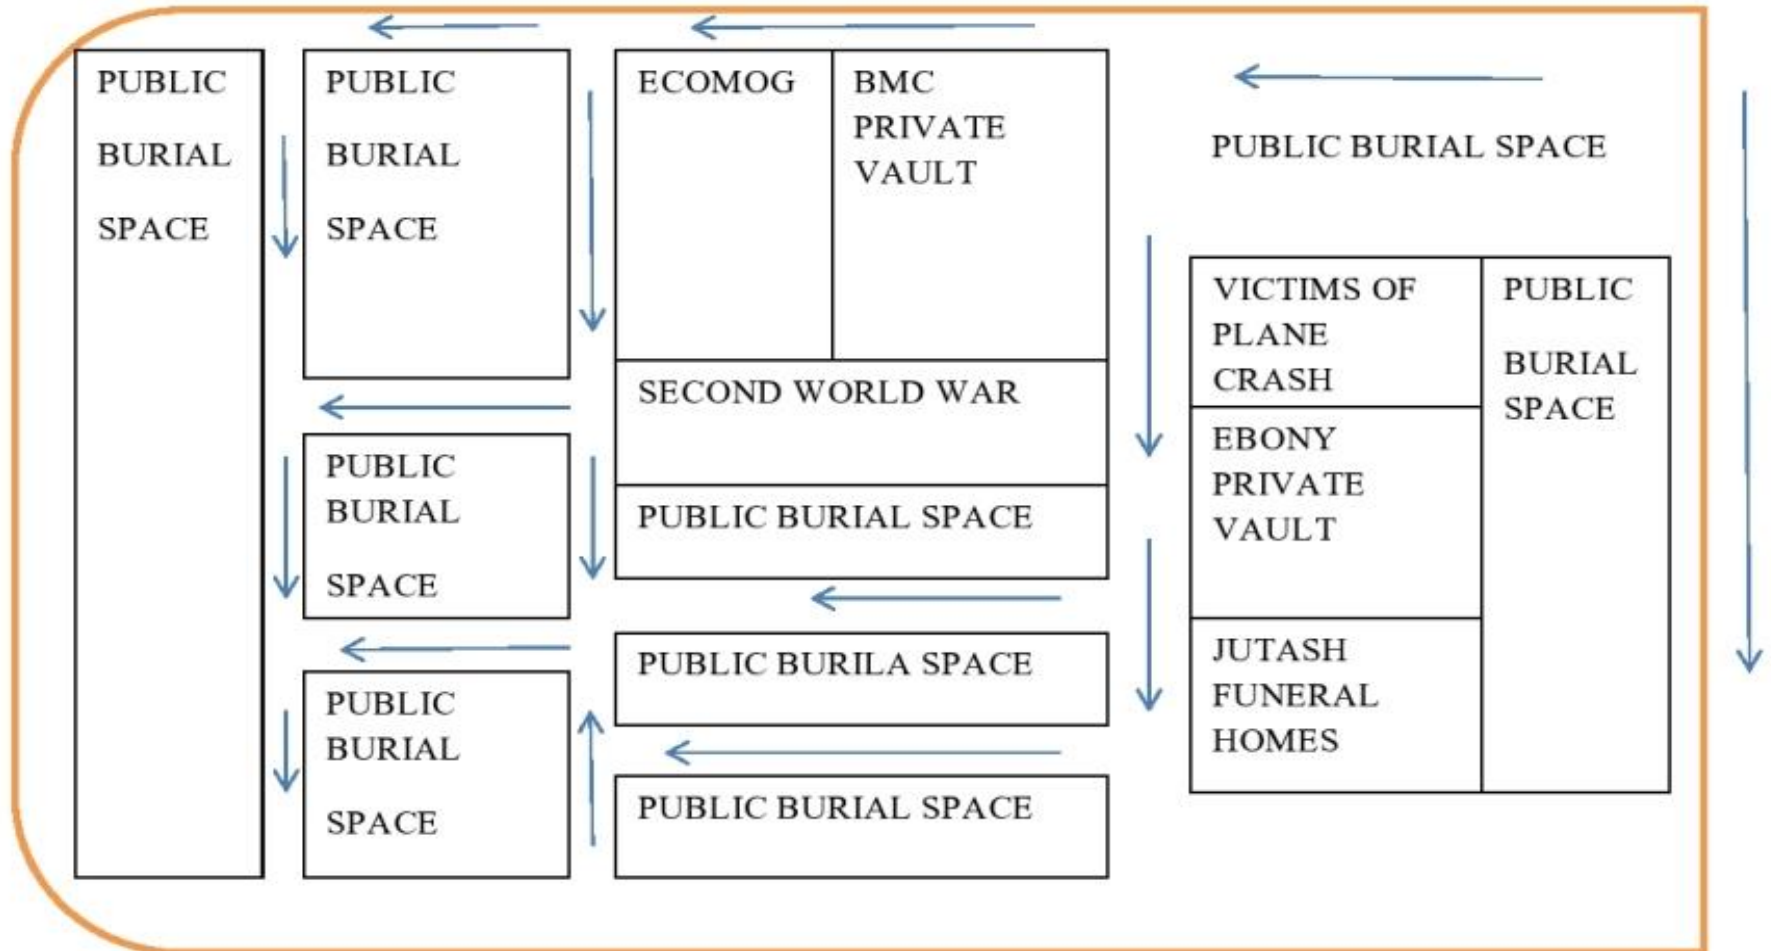 PUBLIC
BURIAL
SPACE
PUBLIC
BURIAL
SPACE
ECOMOG
BMC
PRIVATE
VAULT
PUBLIC BURIAL SPACE
VICTIMS OF
PLANE
CRASH
PUBLIC
BURIAL
SPACE
SECOND WORLD WAR
EBONY
PRIVATE
VAULT
PUBLIC
BURIAL
SPACE
PUBLIC BURIAL SPACE
PUBLIC BURILA SPACE
JUTASH
FUNERAL
HOMES
PUBLIC
BURIAL
SPACE
PUBLIC BURIAL SPACE